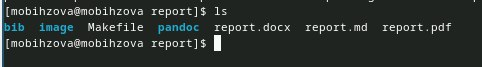 [mobihzova@mobihzova report]$ ls
bib image Makefile pandoc report.docx report.md report.pdf
[mobihzova@mobihzova report]$